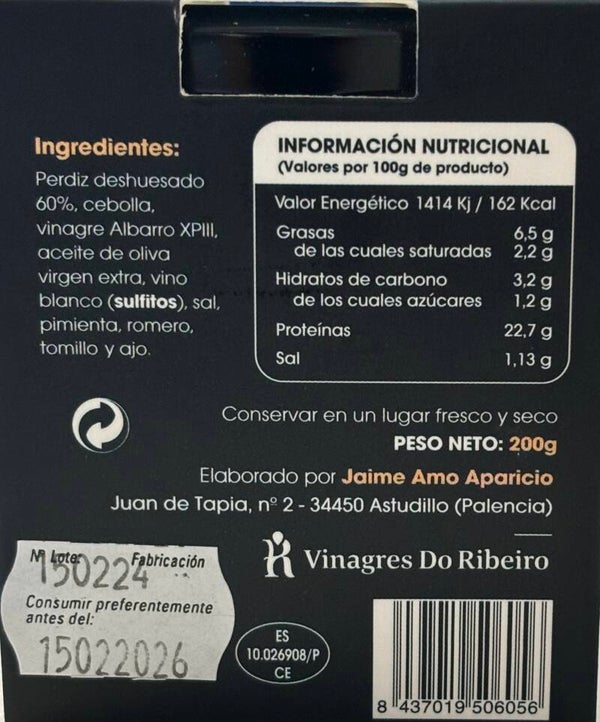 Ingredientes:
Perdiz deshuesado
60%, cebolla,
vinagre Albarro XPIII,
aceite de oliva
virgen extra, vino
blanco (sulfitos), sal,
pimienta, romero,
tomillo y ajo.
INFORMACIÓN NUTRICIONAL
(Valores por 100g de producto)
Valor Energético 1414 Kj / 162 Kcal
Grasas 6,5 g
de las cuales saturadas 2,2 g
Hidratos de carbono 3,2 g
de los cuales azúcares 1,2 g
Proteínas 22,7 g
Sal 1,13 g
Conservar en un lugar fresco y seco
PESO NETO: 200g
Elaborado por Jaime Amo Aparicio
Juan de Tapia, nº 2 - 34450 Astudillo (Palencia)
Vinagres Do Ribeiro
Nº Lote: Fabricación
150224
Consumir preferentemente
antes del:
15022026
ES
10.026908/P
CE
8 437019 506056